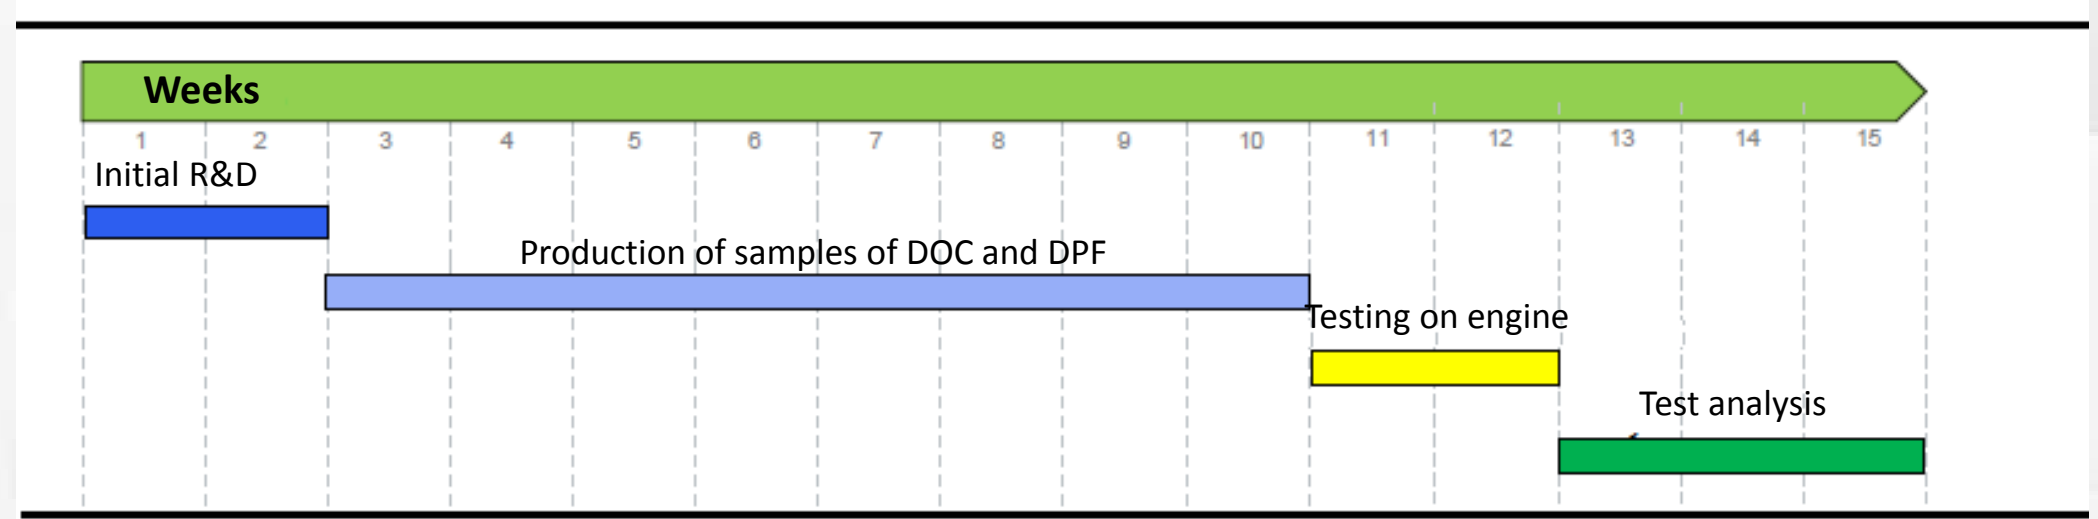 Weeks
1 2 3 4 5 6 7 8 9 10 11 12 13 14 15
Initial R&D
Production of samples of DOC and DPF
Testing on engine
Test analysis